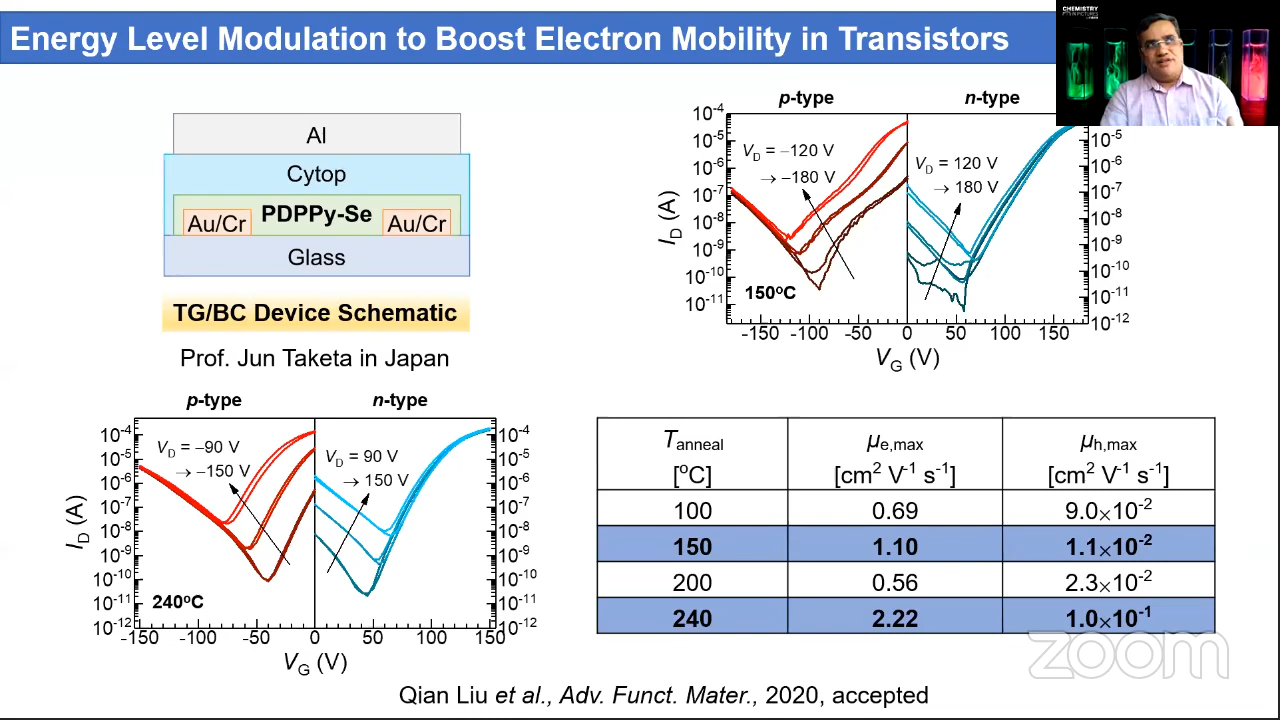 Energy Level Modulation to Boost Electron Mobility in Transistors
CHEMISTRY
IN PICTURES
Al
Cytop
PDPPy-Se
Au/Cr
Au/Cr
Glass
TG/BC Device Schematic
Prof. Jun Taketa in Japan
p-type
n-type
10⁻⁴
10⁻⁵
10⁻⁶
10⁻⁷
10⁻⁸
10⁻⁹
10⁻¹⁰
10⁻¹¹
I_D (A)
V_D = −120 V
→ −180 V
V_D = 120 V
→ 180 V
150ºC
10⁻⁵
10⁻⁶
10⁻⁷
10⁻⁸
10⁻⁹
10⁻¹⁰
10⁻¹¹
10⁻¹²
-150 -100 -50 0 50 100 150
V_G (V)
p-type
n-type
10⁻⁴
10⁻⁵
10⁻⁶
10⁻⁷
10⁻⁸
10⁻⁹
10⁻¹⁰
10⁻¹¹
10⁻¹²
I_D (A)
V_D = −90 V
→ −150 V
V_D = 90 V
→ 150 V
240ºC
10⁻⁴
10⁻⁵
10⁻⁶
10⁻⁷
10⁻⁸
10⁻⁹
10⁻¹⁰
10⁻¹¹
10⁻¹²
-150 -100 -50 0 50 100 150
V_G (V)
T_anneal μ_e,max μ_h,max
[ºC] [cm² V⁻¹ s⁻¹] [cm² V⁻¹ s⁻¹]
100 0.69 9.0×10⁻²
150 1.10 1.1×10⁻²
200 0.56 2.3×10⁻²
240 2.22 1.0×10⁻¹
zoom
Qian Liu et al., Adv. Funct. Mater., 2020, accepted